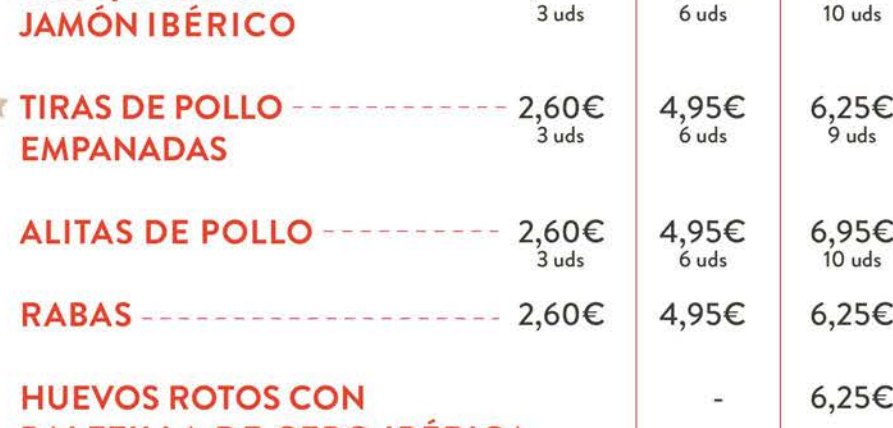 JAMÓN IBÉRICO 3 uds 6 uds 10 uds
TIRAS DE POLLO 2,60€ 4,95€ 6,25€
EMPANADAS 3 uds 6 uds 9 uds
ALITAS DE POLLO 2,60€ 4,95€ 6,95€
3 uds 6 uds 10 uds
RABAS 2,60€ 4,95€ 6,25€
HUEVOS ROTOS CON - 6,25€